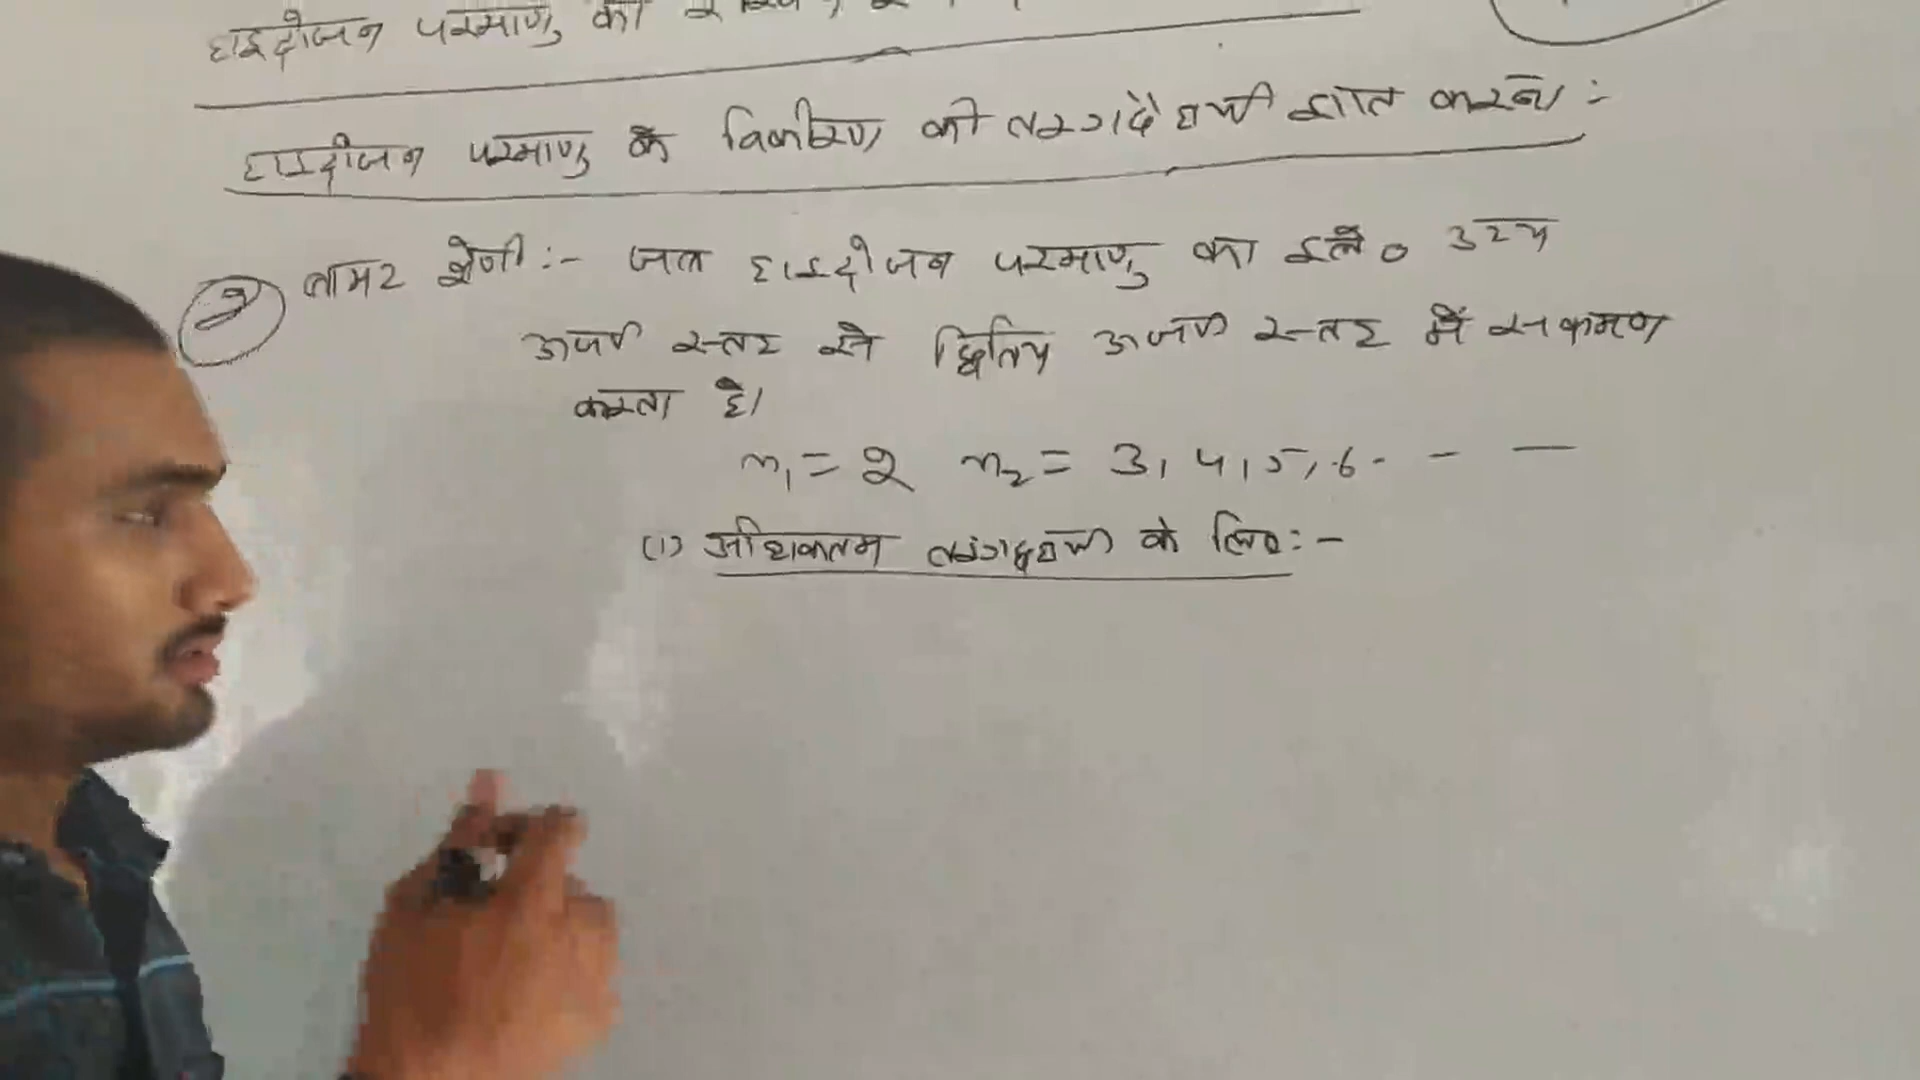 हाइड्रोजन परमाणु की
हाइड्रोजन परमाणु के विकीरण की तरंगदैर्घ्य ज्ञात करना :-
२ बामर श्रेणी :- जब हाइड्रोजन परमाणु का इले० उच्च
ऊर्जा स्तर से द्वितिय ऊर्जा स्तर में संक्रमण
करता है।
n₁ = 2 n₂ = 3, 4, 5, 6 - - —
(1) अधिकतम तरंगदैर्घ्य के लिए :-